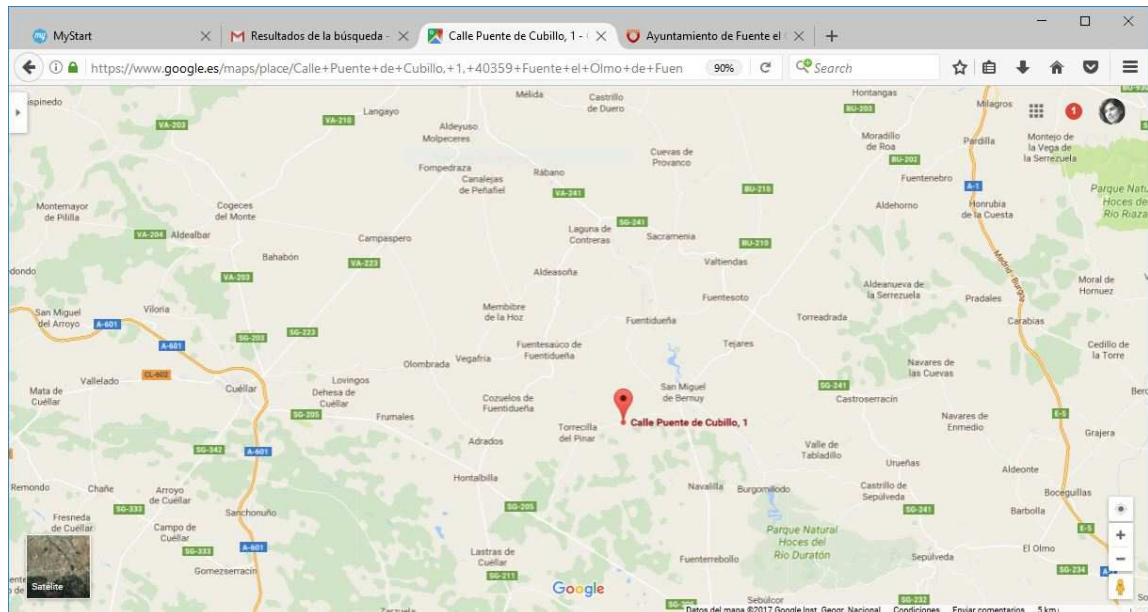 MyStart
Resultados de la búsqueda -
Calle Puente de Cubillo, 1 -
Ayuntamiento de Fuente el
https://www.google.es/maps/place/Calle+Puente+de+Cubillo,+1,+40359+Fuente+el+Olmo+de+Fuen
90%
Search
1
spinedo
VA-203
VA-210
Langayo
Mélida
Castrillo
de Duero
Aldeyuso
Molpeceres
Hontangas
BU-203
Milagros
Moradillo
de Roa
Pardilla
Montejo de
la Vega de
la Serrezuela
BU-202
Fompedraza
Canalejas
de Peñafiel
Rábano
Cuevas de
Provanco
VA-241
BU-210
Fuentenebro
A-1
Parque Natu
Hoces del
Río Riaza
Montemayor
de Pililla
Cogeces
del Monte
VA-204
Aldealbar
Aldehorno
Honrubia
de la Cuesta
SG-241
Laguna de
Contreras
Sacramenia
BU-210
Campaspero
Bahabón
VA-223
VA-203
Valtiendas
Aldeasoña
Madrid - Burgos
dondo
Aldeanueva de
la Serrezuela
Moral de
Hornuez
Fuentesoto
Pradales
San Miguel
del Arroyo
A-601
Viloria
Membibre
de la Hoz
Fuentidueña
Torreadrada
Carabias
SG-203
SG-223
A-601
Fuentesaúco de
Fuentidueña
Tejares
Cedillo de
la Torre
Olombrada
Vegafría
Navares de
las Cuevas
CL-602
Vallelado
Mata de
Cuéllar
Cuéllar
Lovingos
Dehesa de
Cuéllar
SG-205
Frumales
Cozuelos de
Fuentidueña
San Miguel
de Bernuy
SG-241
Castroserracín
Calle Puente de Cubillo, 1
Torrecilla
del Pinar
Navares de
Enmedio
E-5
Grajera
SG-342
A-601
Adrados
Valle de
Tabladillo
Urueñas
Aldeonte
Hontalbilla
Remondo
Chañe
Arroyo
de Cuéllar
Navalilla
Burgomillodo
Castillo de
Sepúlveda
Boceguillas
SG-333
Sanchonuño
SG-205
SG-241
Barbolla
Fresneda
de Cuéllar
Campo de
Cuéllar
Parque Natural
Hoces del
Río Duratón
E-5
SG-333
A-601
Lastras de
Cuéllar
Fuenterrebollo
Sepúlveda
El Olmo
SG-211
Gomezserracín
SG-234
A-1
Satélite
Google
Sebúlcor
SG-232
Datos del mapa ©2017 Google Inst. Geogr. Nacional Condiciones Enviar comentarios 5 km